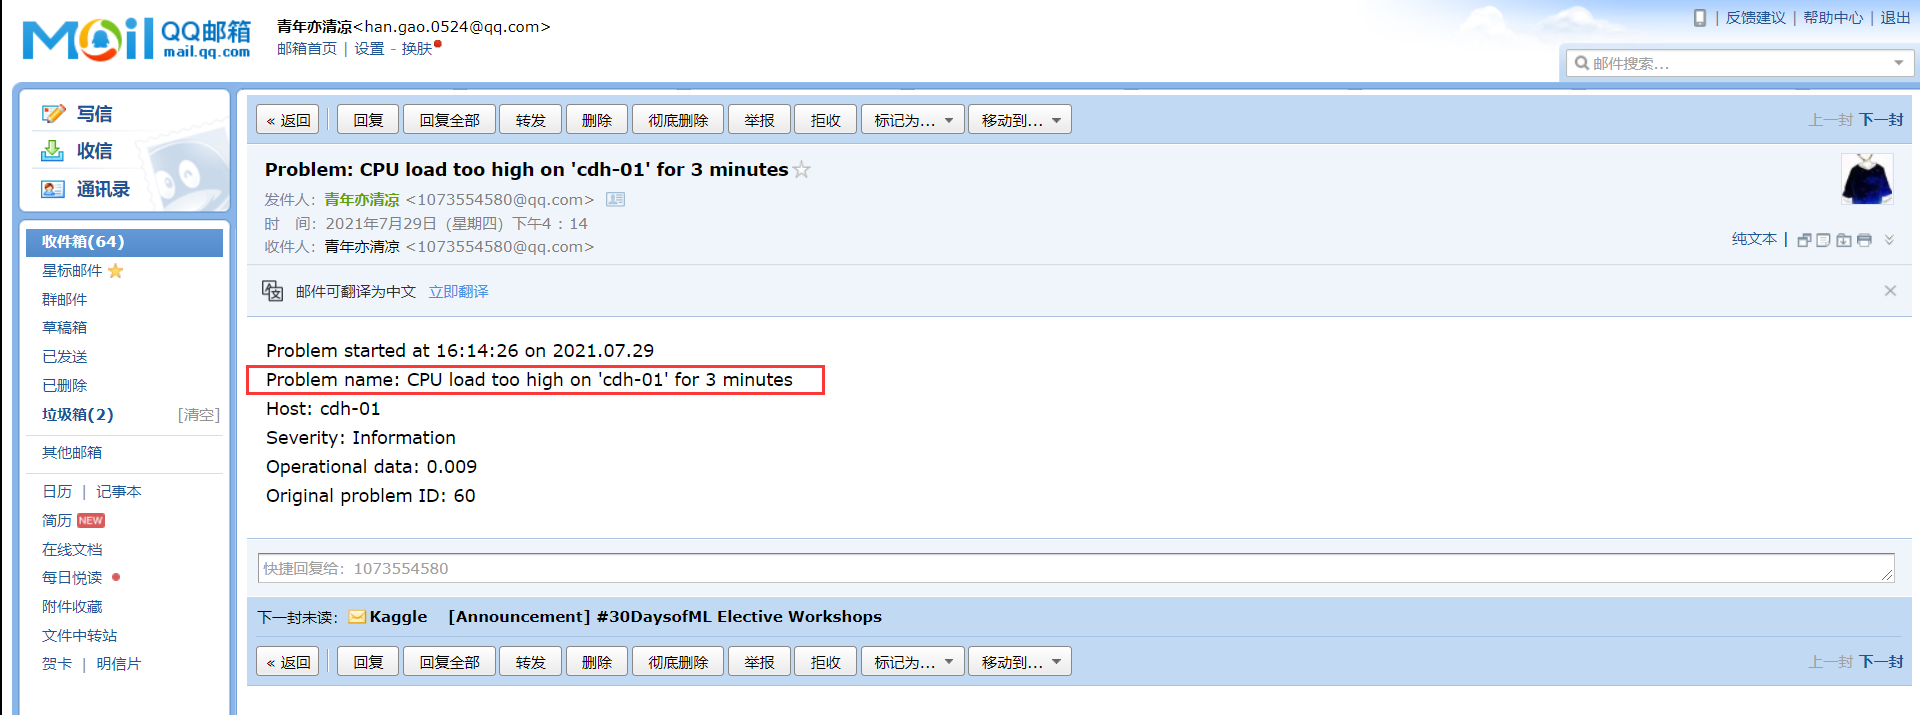 Mail QQ邮箱 mail.qq.com
青年亦清凉<han.gao.0524@qq.com>
邮箱首页 | 设置 - 换肤
| 反馈建议 | 帮助中心 | 退出
邮件搜索...
写信
收信
通讯录
收件箱(64)
星标邮件
群邮件
草稿箱
已发送
已删除
垃圾箱(2) [清空]
其他邮箱
日历 | 记事本
简历 NEW
在线文档
每日悦读
附件收藏
文件中转站
贺卡 | 明信片
« 返回 回复 回复全部 转发 删除 彻底删除 举报 拒收 标记为... 移动到... 上一封 下一封
Problem: CPU load too high on 'cdh-01' for 3 minutes
发件人：青年亦清凉 <1073554580@qq.com>
时 间：2021年7月29日（星期四）下午4：14
收件人：青年亦清凉 <1073554580@qq.com>
纯文本 |
邮件可翻译为中文 立即翻译
Problem started at 16:14:26 on 2021.07.29
Problem name: CPU load too high on 'cdh-01' for 3 minutes
Host: cdh-01
Severity: Information
Operational data: 0.009
Original problem ID: 60
快捷回复给：1073554580
下一封未读： Kaggle [Announcement] #30DaysofML Elective Workshops
« 返回 回复 回复全部 转发 删除 彻底删除 举报 拒收 标记为... 移动到... 上一封 下一封